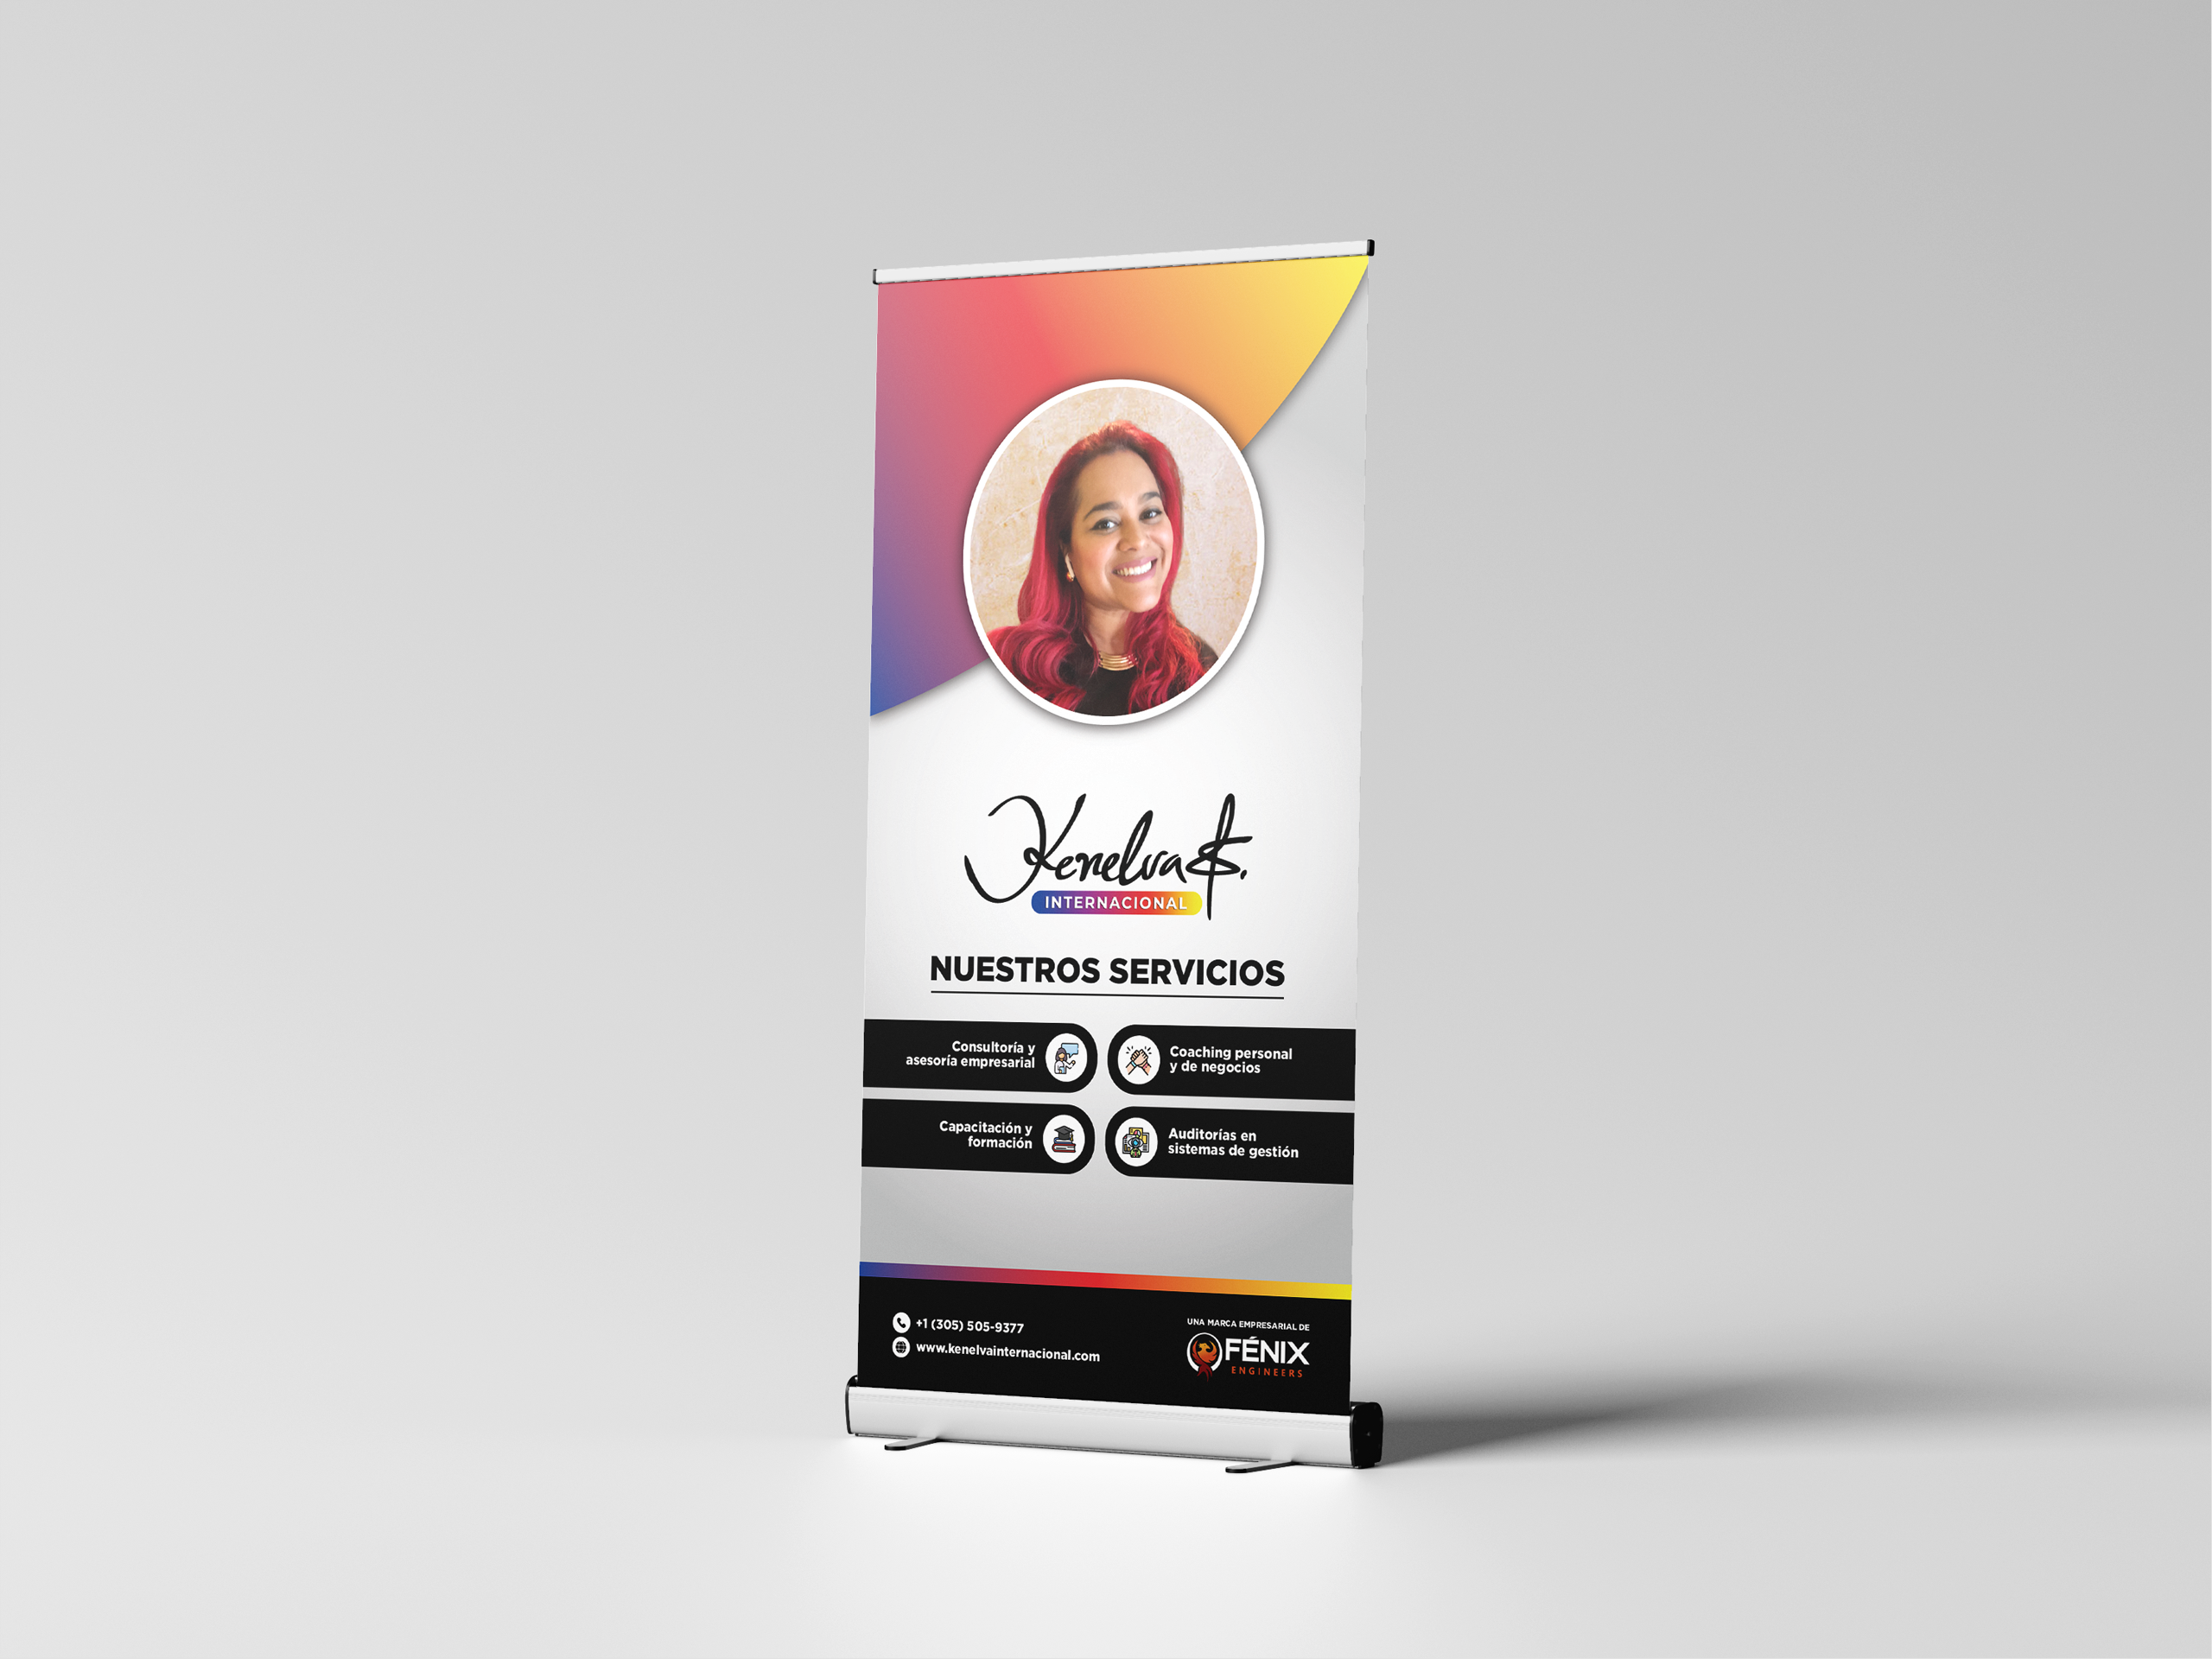 Kenelva S.
INTERNACIONAL
NUESTROS SERVICIOS
Consultoría y
asesoría empresarial
Coaching personal
y de negocios
Capacitación y
formación
Auditorías en
sistemas de gestión
+1 (305) 505-9377
www.kenelvainternacional.com
UNA MARCA EMPRESARIAL DE
FÉNIX
ENGINEERS